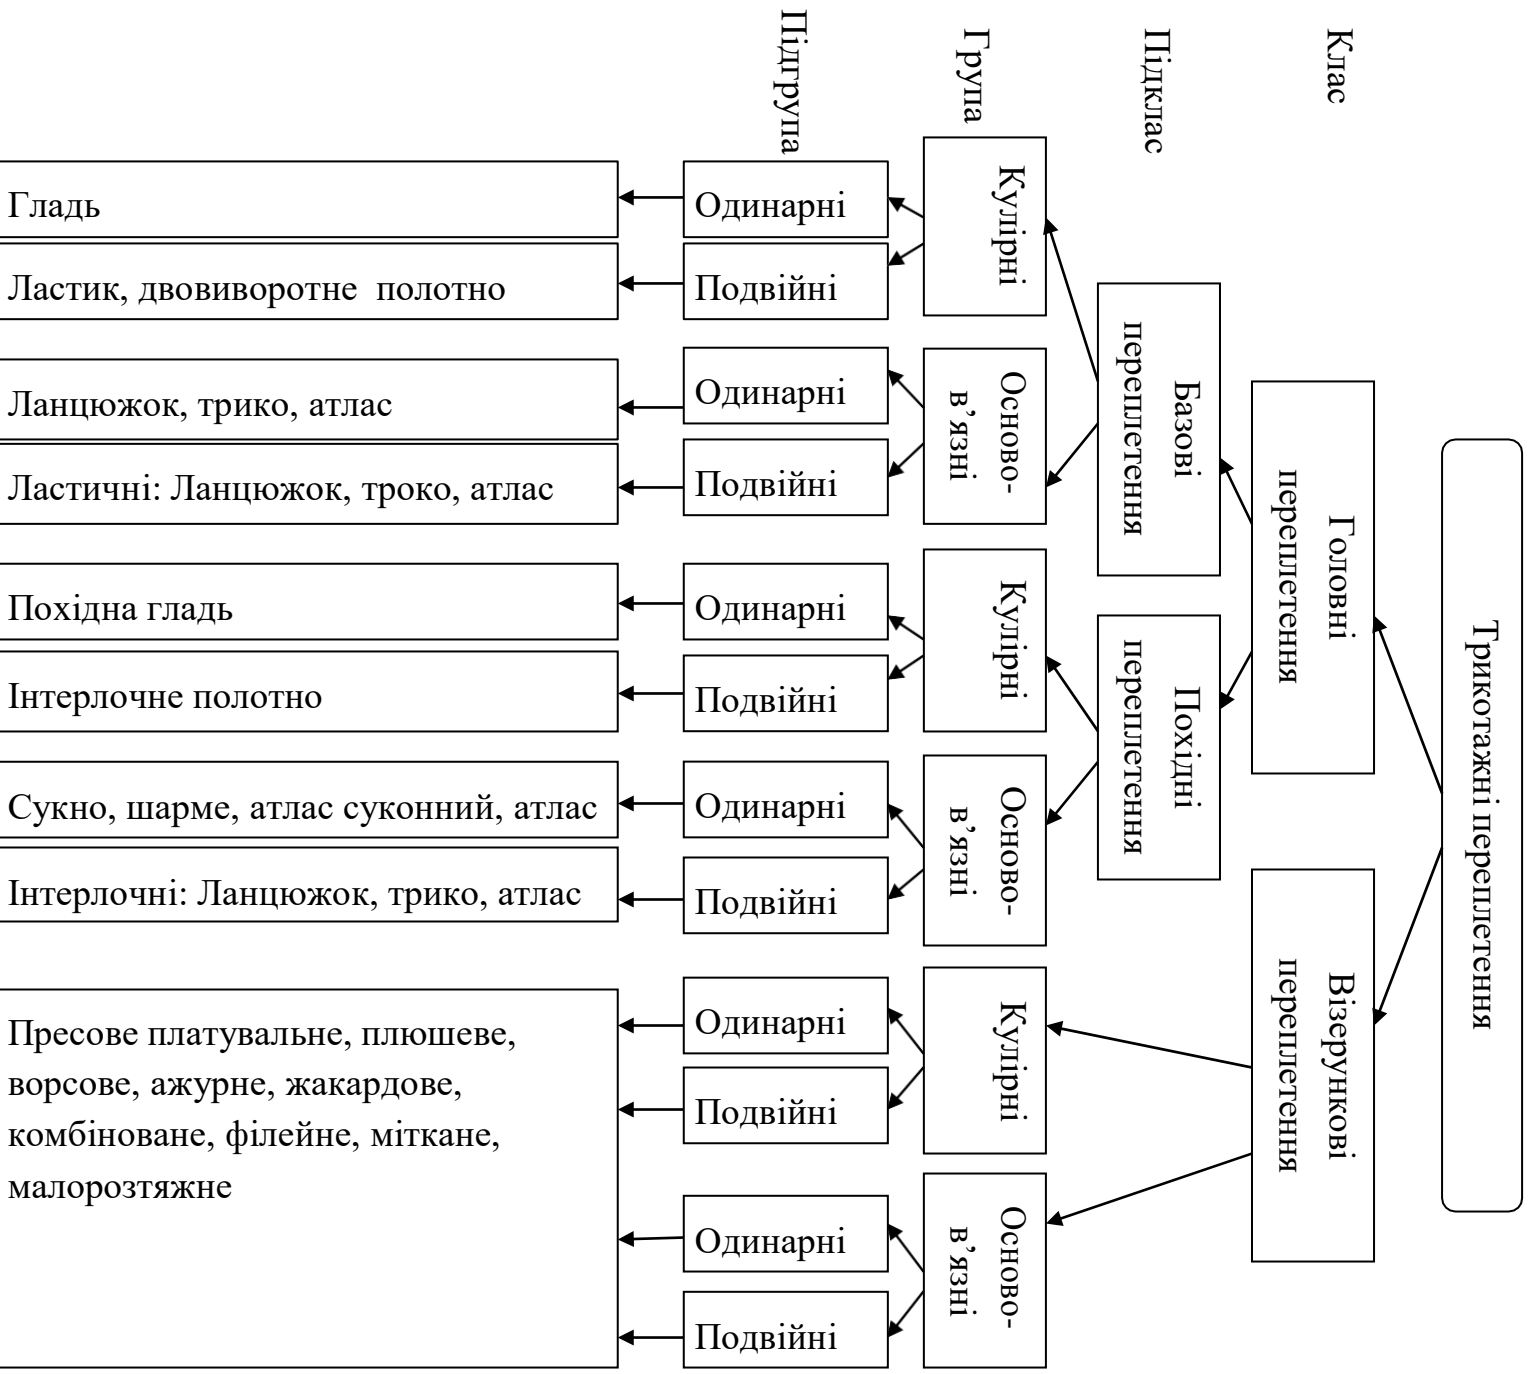 Трикотажні переплетення
Клас
Головні
переплетення
Візерункові
переплетення
Підклас
Базові
переплетення
Похідні
переплетення
Група
Кулірні
Осново-
в’язні
Кулірні
Осново-
в’язні
Кулірні
Осново-
в’язні
Підгрупа
Одинарні
Подвійні
Одинарні
Подвійні
Одинарні
Подвійні
Одинарні
Подвійні
Одинарні
Подвійні
Одинарні
Подвійні
Гладь
Ластик, двовиворотне полотно
Ланцюжок, трико, атлас
Ластичні: Ланцюжок, троко, атлас
Похідна гладь
Інтерлочне полотно
Сукно, шарме, атлас суконний, атлас
Інтерлочні: Ланцюжок, трико, атлас
Пресове платувальне, плюшеве,
ворсове, ажурне, жакардове,
комбіноване, філейне, міткане,
малорозтяжне